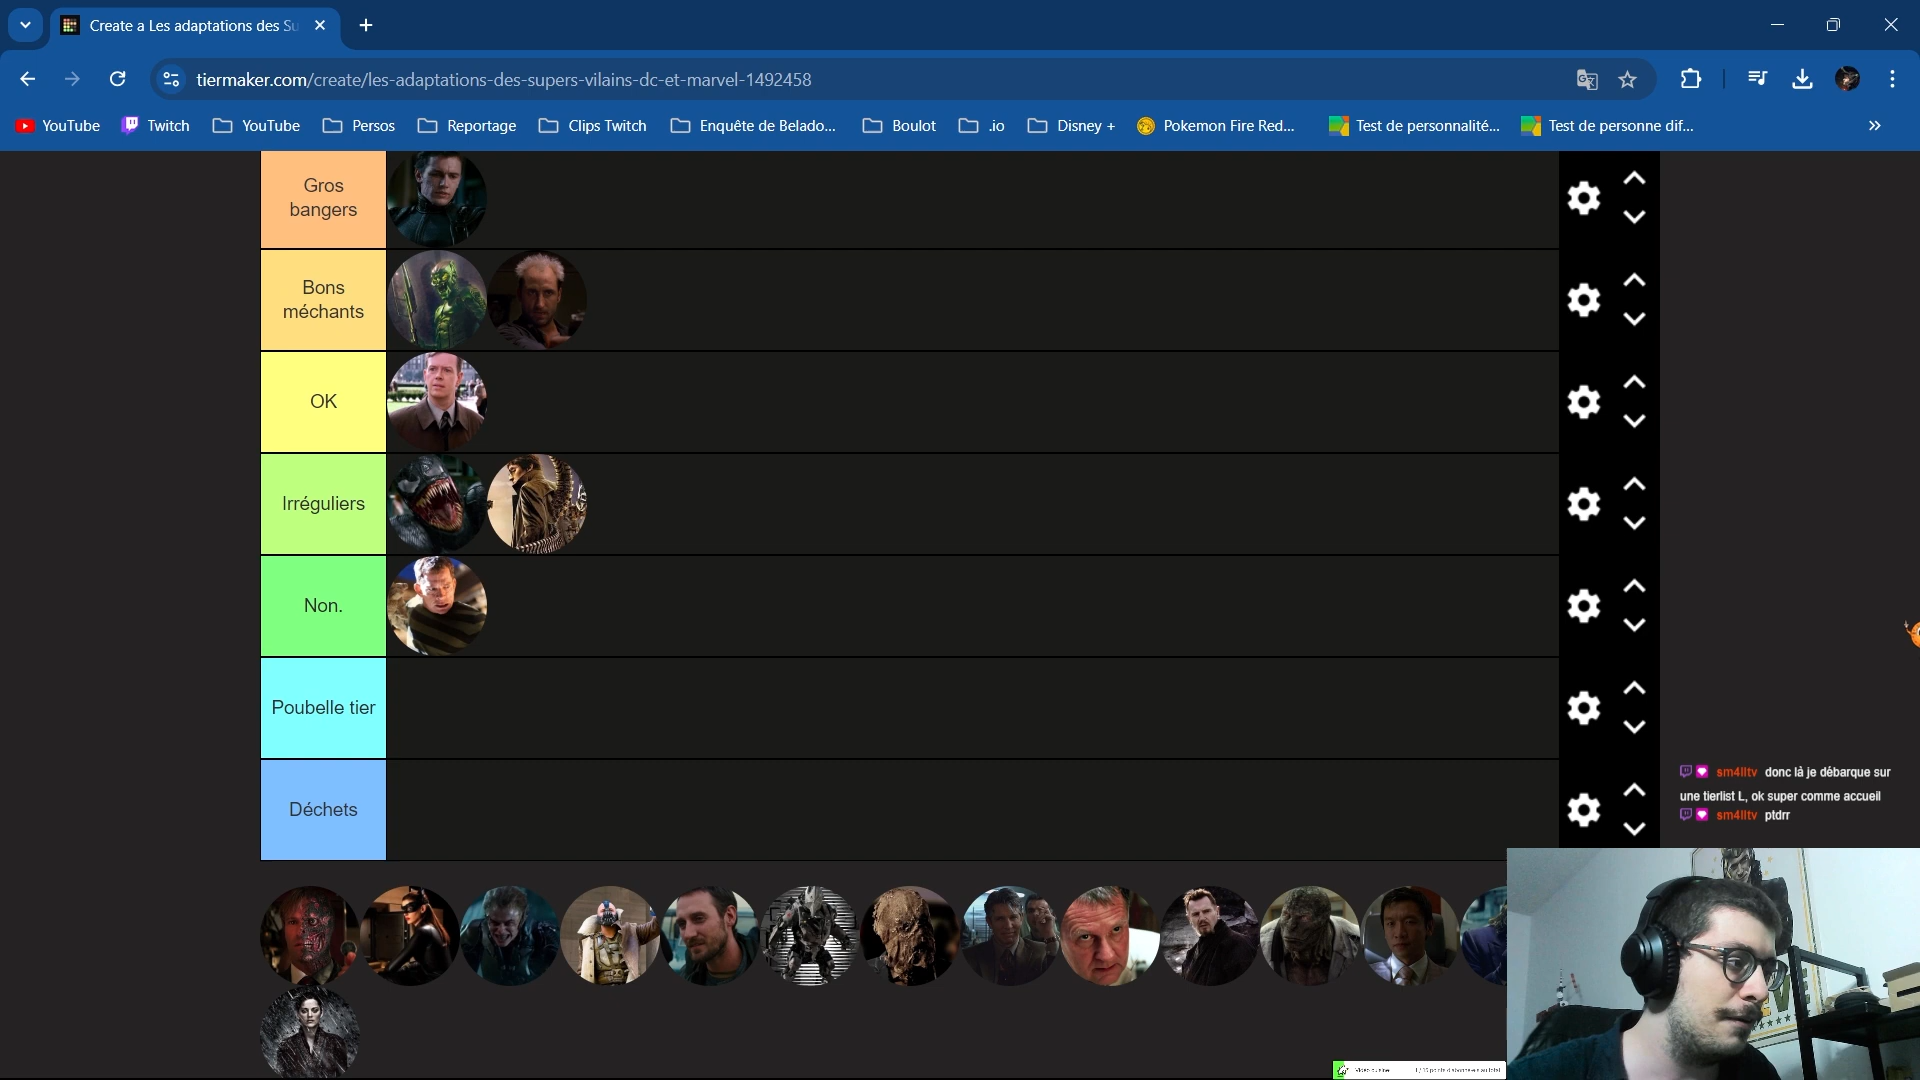 Create a Les adaptations des Su
tiermaker.com/create/les-adaptations-des-supers-vilains-dc-et-marvel-1492458
YouTube
Twitch
YouTube
Persos
Reportage
Clips Twitch
Enquête de Belado...
Boulot
.io
Disney +
Pokemon Fire Red...
Test de personnalité...
Test de personne dif...
Gros
bangers
Bons
méchants
OK
Irréguliers
Non.
Poubelle tier
Déchets
sm4lltv donc là je débarque sur
une tierlist L, ok super comme accueil
sm4lltv ptdrr